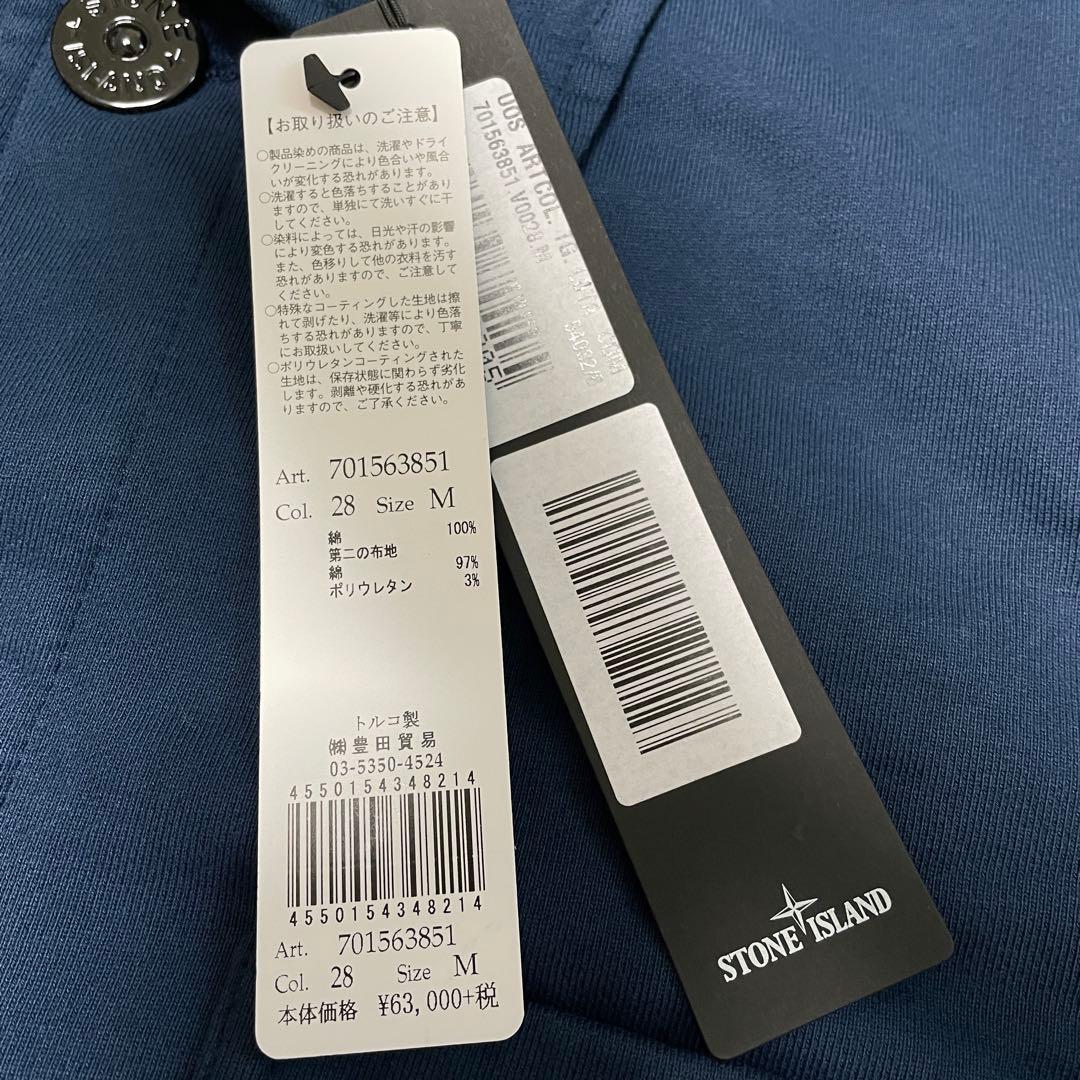 STONE
ISLAND
【お取り扱いのご注意】
○製品染めの商品は、洗濯やドライ
クリーニングにより色合いや風合
いが変化する恐れがあります。
○洗濯すると色落ちすることがあり
ますので、単独にて洗いすぐに干
してください。
○染料によっては、日光や汗の影響
により変色する恐れがあります。
また、色移りして他の衣料を汚す
恐れがありますので、ご注意して
ください。
○特殊なコーティングした生地は擦
れて剥げたり、洗濯等により色落
ちする恐れがありますので、丁寧
にお取扱いしてください。
○ポリウレタンコーティングされた
生地は、保存状態に関わらず劣化
します。剥離や硬化する恐れがあ
りますので、ご了承ください。
Art. 701563851
Col. 28 Size M
綿 100%
第二の布地
綿 97%
ポリウレタン 3%
トルコ製
㈱豊田貿易
03-5350-4524
4550154348214
4550154348214
Art. 701563851
Col. 28 Size M
本体価格 ¥63,000+税
ARTCOL. TG.
701563851 V0028 M
STONE ISLAND